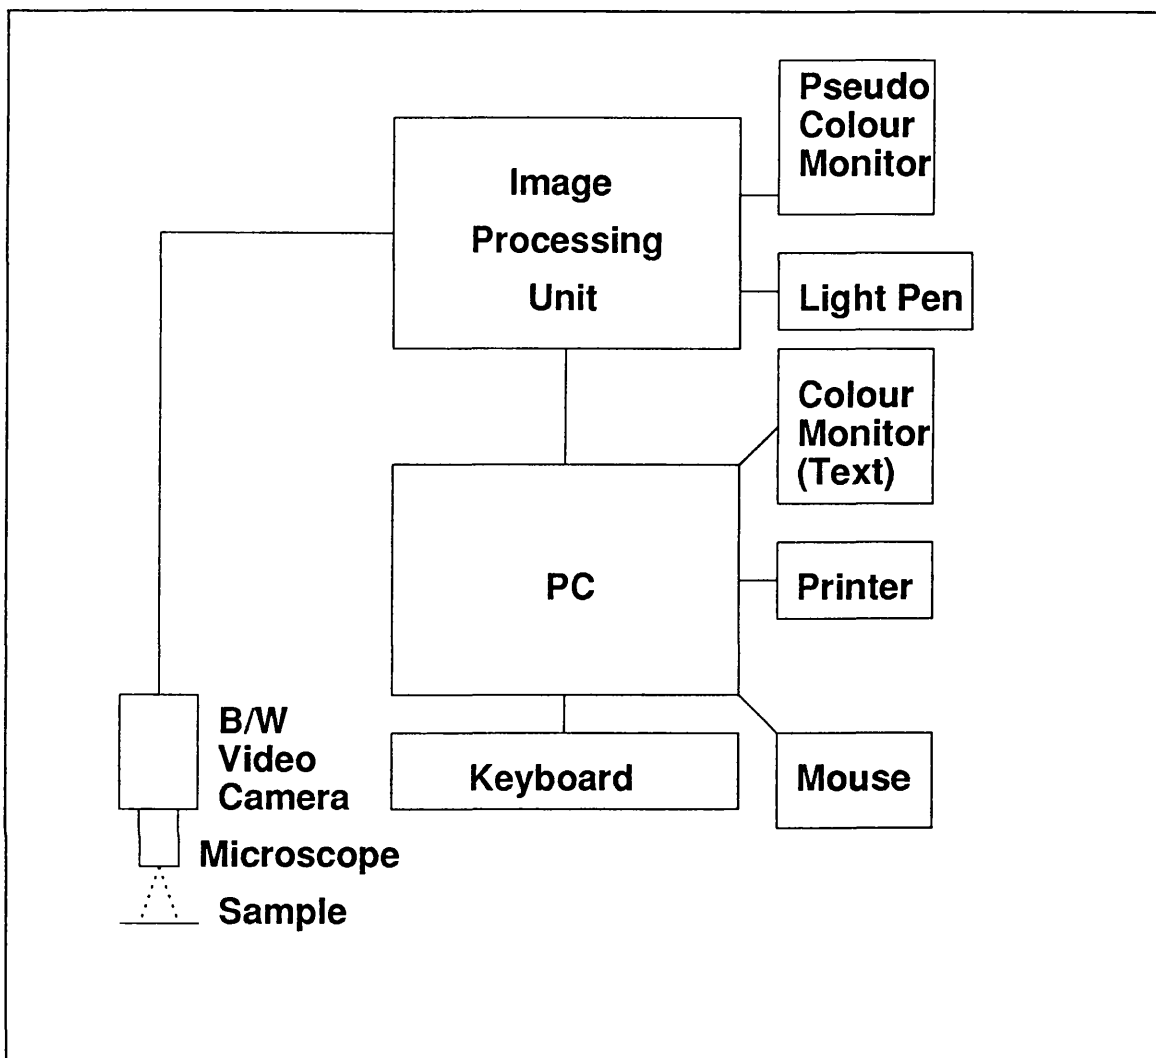 Pseudo
Colour
Monitor
Image
Processing
Unit
Light Pen
Colour
Monitor
(Text)
PC
Printer
B/W
Video
Camera
Keyboard
Mouse
Microscope
Sample